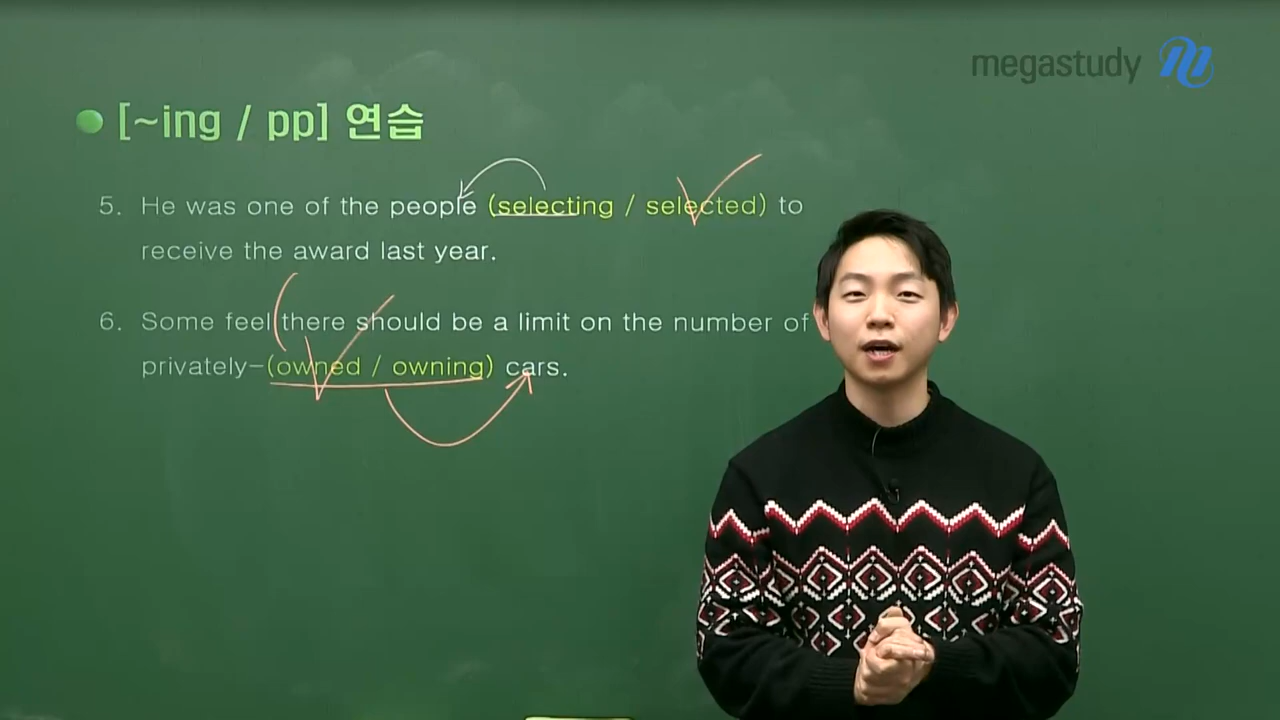 megastudy
[~ing / pp] 연습
5. He was one of the people (selecting / selected) to
receive the award last year.
6. Some feel there should be a limit on the number of
privately-(owned / owning) cars.